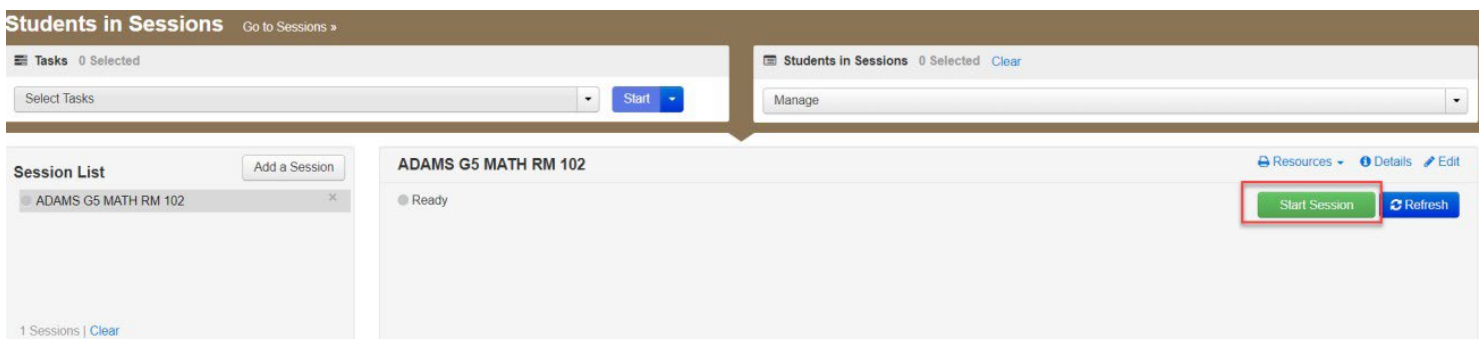 Students in Sessions Go to Sessions »
Tasks 0 Selected
Select Tasks
Start
Students in Sessions 0 Selected Clear
Manage
Session List
Add a Session
ADAMS G5 MATH RM 102
1 Sessions | Clear
ADAMS G5 MATH RM 102
Resources
Details
Edit
Ready
Start Session
Refresh